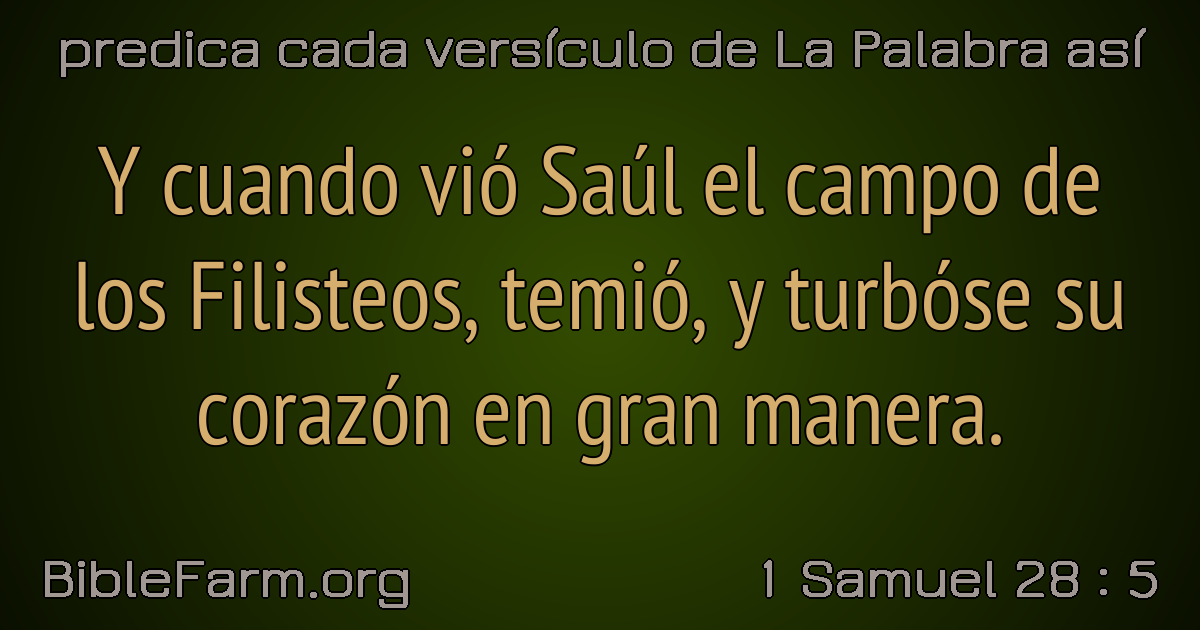 predica cada versículo de La Palabra así
Y cuando vió Saúl el campo de
los Filisteos, temió, y turbóse su
corazón en gran manera.
BibleFarm.org
1 Samuel 28 : 5